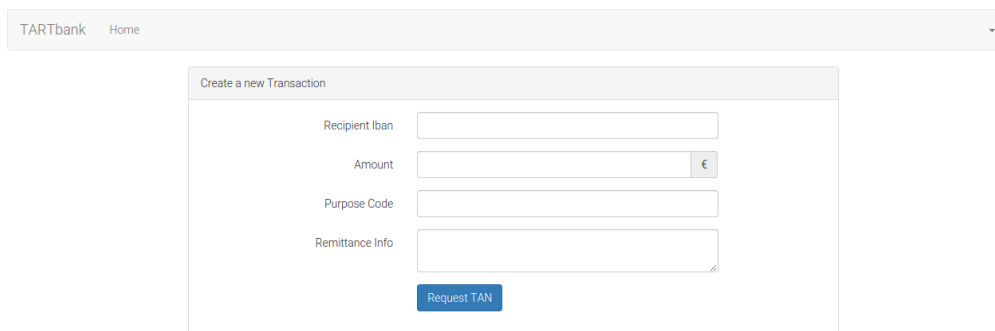 TARTbank Home
Create a new Transaction
Recipient Iban
Amount €
Purpose Code
Remittance Info
Request TAN